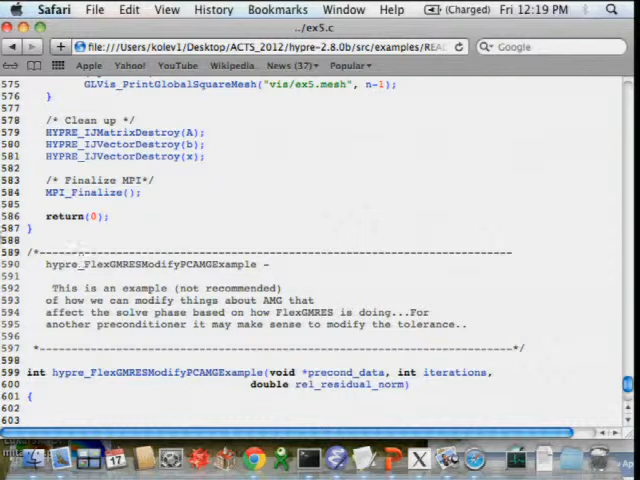 Safari File Edit View History Bookmarks Window Help (Charged) Fri 12:19 PM
../ex5.c
file:///Users/kolev1/Desktop/ACTS_2012/hypre-2.8.0b/src/examples/REA Google
Apple Yahoo! YouTube Wikipedia News (37) Popular
575 GLVis_PrintGlobalSquareMesh("vis/ex5.mesh", n-1);
576 }
577
578 /* Clean up */
579 HYPRE_IJMatrixDestroy(A);
580 HYPRE_IJVectorDestroy(b);
581 HYPRE_IJVectorDestroy(x);
582
583 /* Finalize MPI*/
584 MPI_Finalize();
585
586 return(0);
587 }
588
589 /*--------------------------------------------------------
590 hypre_FlexGMRESModifyPCAMGExample -
591
592 This is an example (not recommended)
593 of how we can modify things about AMG that
594 affect the solve phase based on how FlexGMRES is doing...For
595 another preconditioner it may make sense to modify the tolerance..
596
597 *--------------------------------------------------------*/
598
599 int hypre_FlexGMRESModifyPCAMGExample(void *precond_data, int iterations,
600 double rel_residual_norm)
601 {
602
603
17